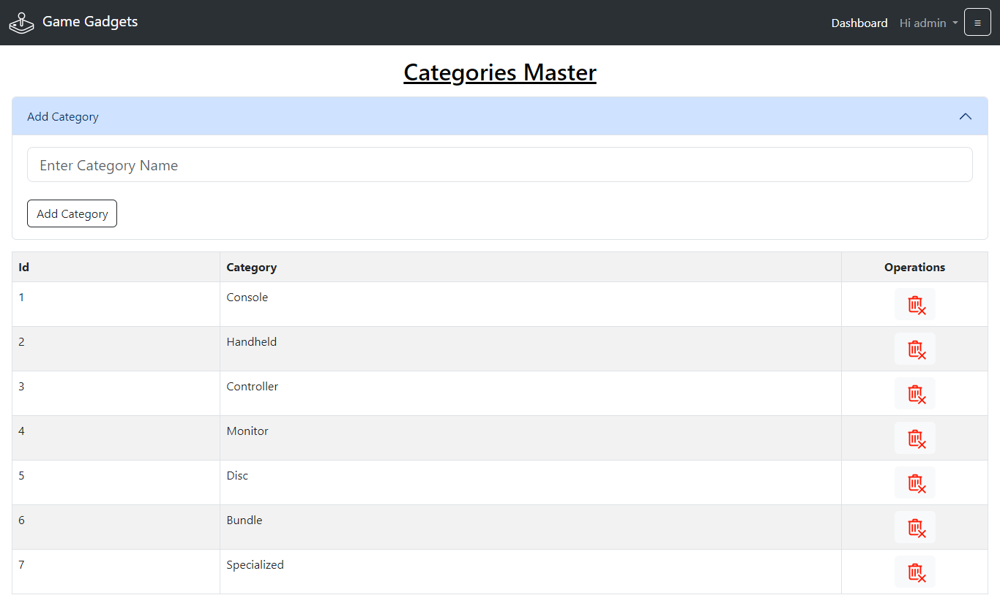 Game Gadgets
Dashboard Hi admin
Categories Master
Add Category
Enter Category Name
Add Category
Id Category Operations
1 Console
2 Handheld
3 Controller
4 Monitor
5 Disc
6 Bundle
7 Specialized